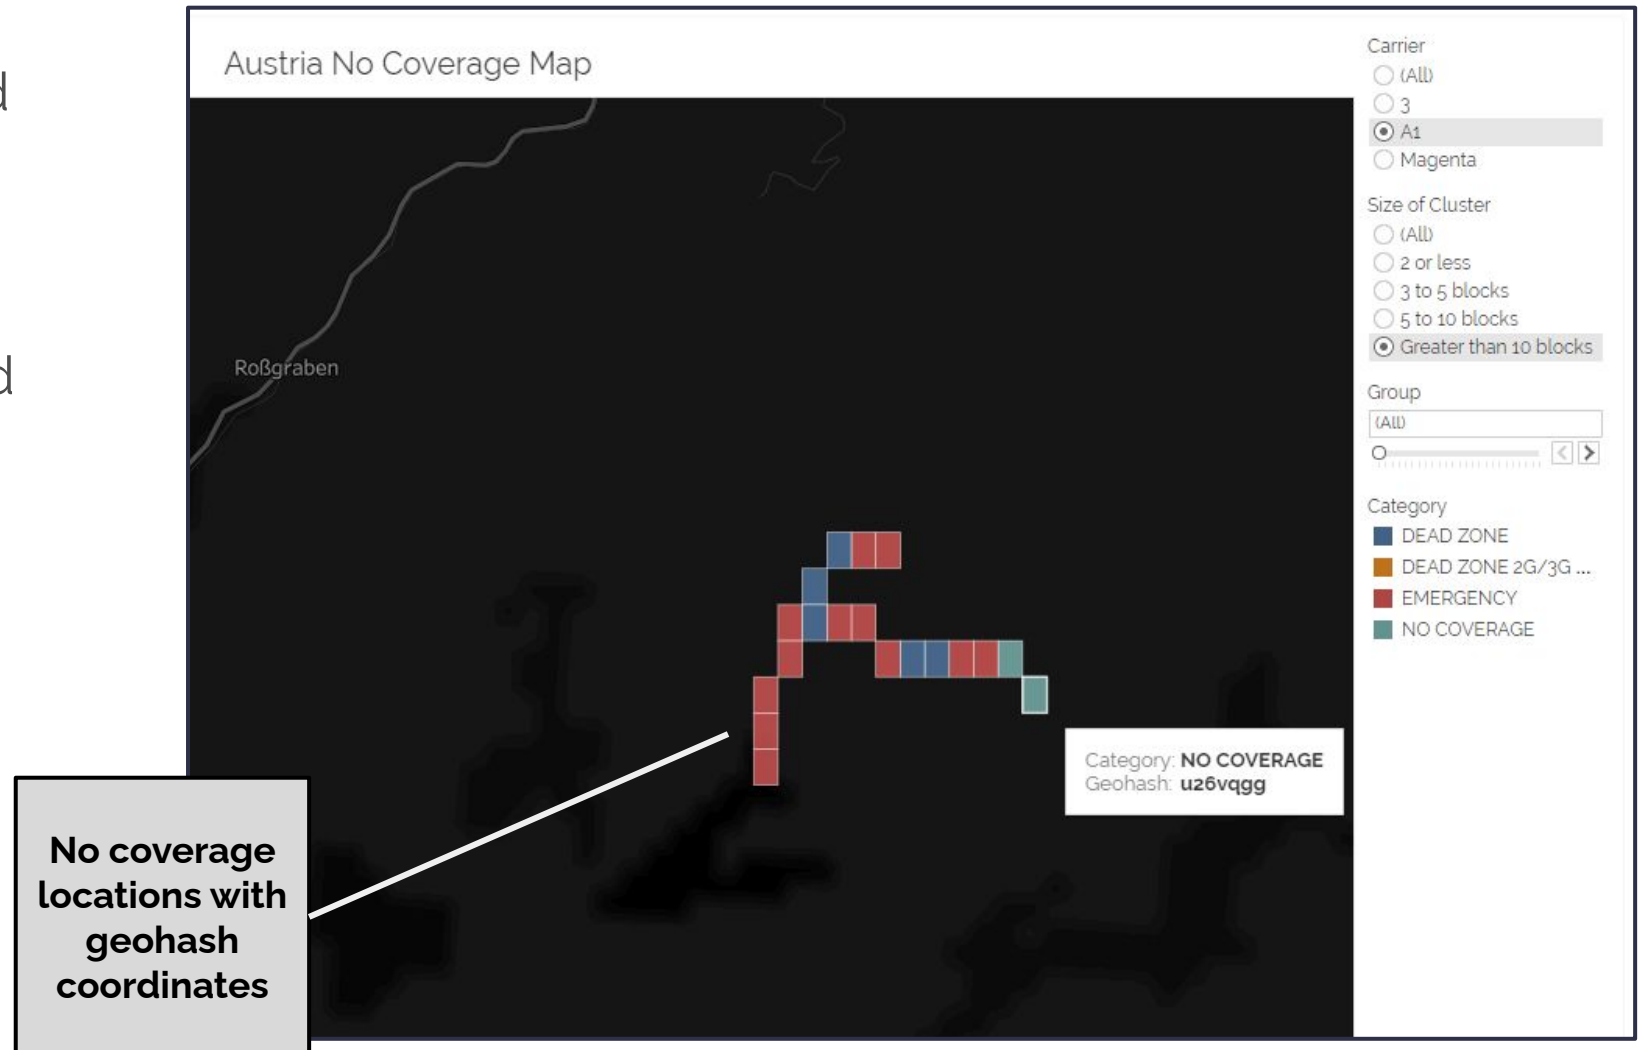 Austria No Coverage Map
Roßgraben
Category: NO COVERAGE
Geohash: u26vqgg
No coverage
locations with
geohash
coordinates
Carrier
(All)
3
A1
Magenta
Size of Cluster
(All)
2 or less
3 to 5 blocks
5 to 10 blocks
Greater than 10 blocks
Group
(All)
Category
DEAD ZONE
DEAD ZONE 2G/3G ...
EMERGENCY
NO COVERAGE